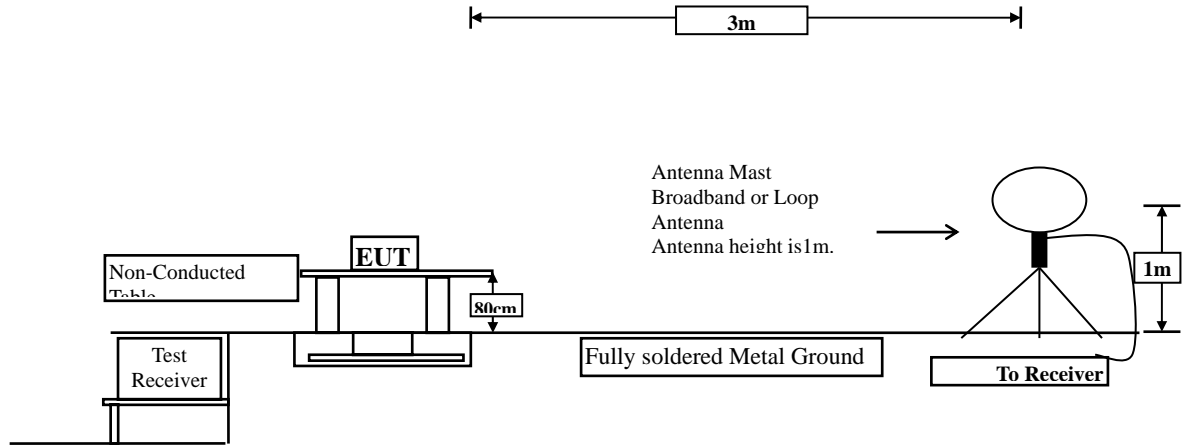 3m
Antenna Mast
Broadband or Loop
Antenna
Antenna height is1m.
EUT
Non-Conducted
Table
80cm
1m
Test
Receiver
Fully soldered Metal Ground
To Receiver